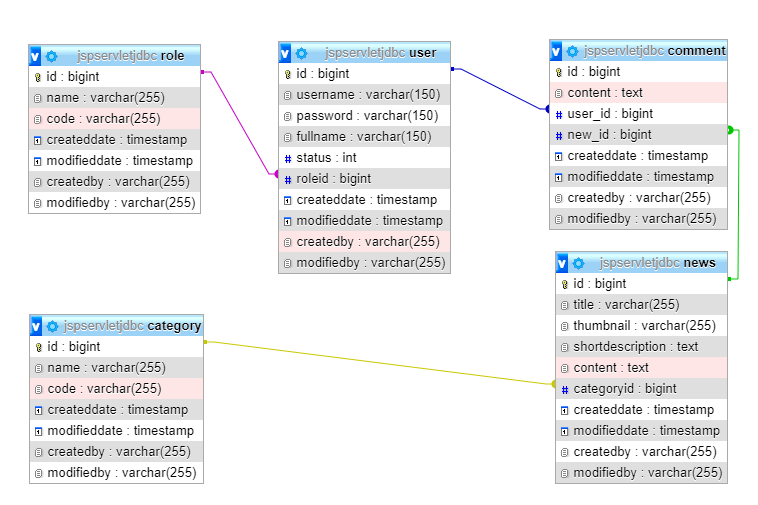 jspservletjdbc role
id : bigint
name : varchar(255)
code : varchar(255)
createddate : timestamp
modifieddate : timestamp
createdby : varchar(255)
modifiedby : varchar(255)
jspservletjdbc user
id : bigint
username : varchar(150)
password : varchar(150)
fullname : varchar(150)
status : int
roleid : bigint
createddate : timestamp
modifieddate : timestamp
createdby : varchar(255)
modifiedby : varchar(255)
jspservletjdbc comment
id : bigint
content : text
user_id : bigint
new_id : bigint
createddate : timestamp
modifieddate : timestamp
createdby : varchar(255)
modifiedby : varchar(255)
jspservletjdbc category
id : bigint
name : varchar(255)
code : varchar(255)
createddate : timestamp
modifieddate : timestamp
createdby : varchar(255)
modifiedby : varchar(255)
jspservletjdbc news
id : bigint
title : varchar(255)
thumbnail : varchar(255)
shortdescription : text
content : text
categoryid : bigint
createddate : timestamp
modifieddate : timestamp
createdby : varchar(255)
modifiedby : varchar(255)